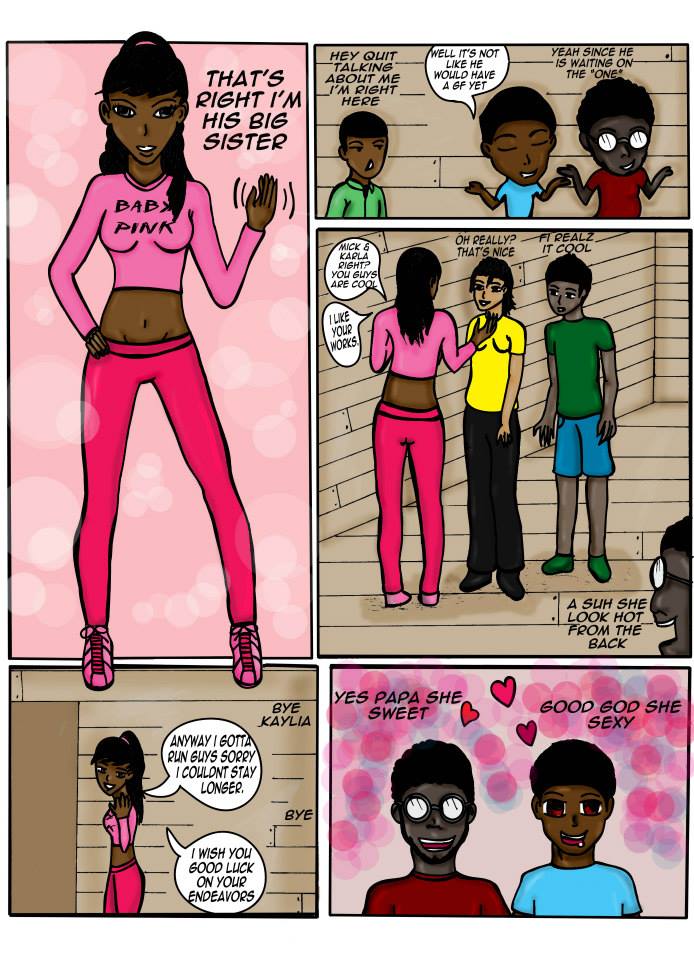 THAT'S
RIGHT I'M
HIS BIG
SISTER
BABY
PINK
HEY QUIT
TALKING
ABOUT ME
I'M RIGHT
HERE
WELL IT'S NOT
LIKE HE
WOULD HAVE
A GF YET
YEAH SINCE HE
IS WAITING ON
THE "ONE"
MICK &
KARLA
RIGHT?
YOU GUYS
ARE COOL
I LIKE
YOUR
WORKS.
OH REALLY?
THAT'S NICE
FI REALZ
IT COOL
A SUH SHE
LOOK HOT
FROM THE
BACK
BYE
KAYLIA
ANYWAY I GOTTA
RUN GUYS SORRY
I COULDNT STAY
LONGER.
BYE
I WISH YOU
GOOD LUCK
ON YOUR
ENDEAVORS
YES PAPA SHE
SWEET
GOOD GOD SHE
SEXY